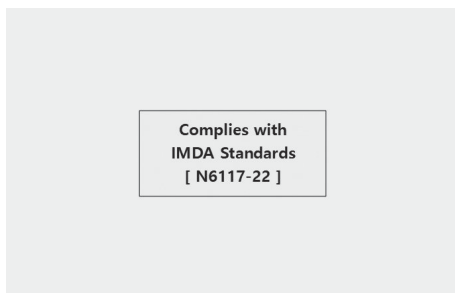 Complies with
IMDA Standards
[ N6117-22 ]